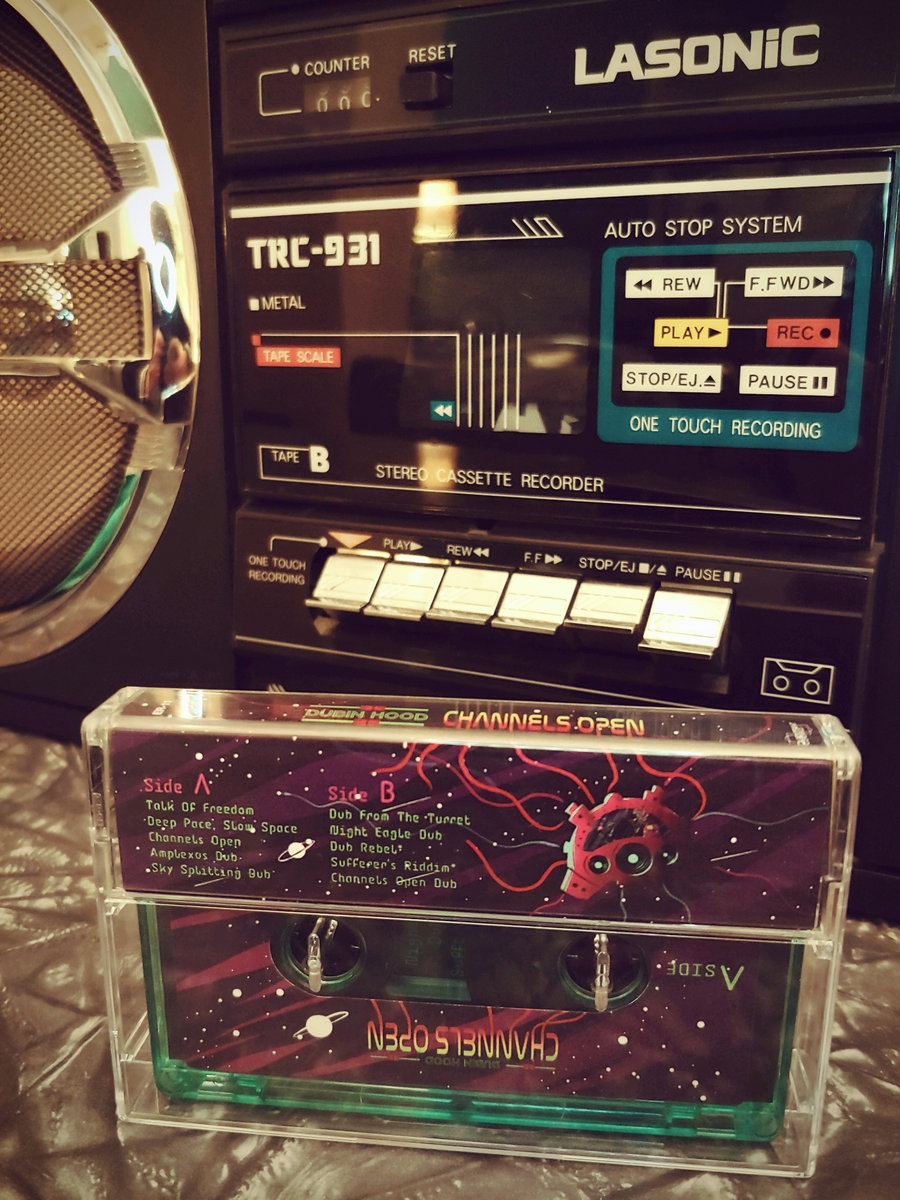 COUNTER
RESET
LASONiC
TRC-931
METAL
TAPE SCALE
TAPE B
STEREO CASSETTE RECORDER
AUTO STOP SYSTEM
◀◀ REW
F.FWD ▶▶
PLAY ▶
REC ●
STOP/EJ. ⏏
PAUSE ❚❚
ONE TOUCH RECORDING
◀◀
ONE TOUCH
RECORDING
PLAY▶
REW◀◀
F.F ▶▶
STOP/EJ ■/⏏
PAUSE ❚❚
DUBIN HOOD CHANNELS OPEN
Side A
Talk Of Freedom
Deep Pace, Slow Space
Channels Open
Amplexus Dub
Sky Splitting Dub
Side B
Dub From The Turret
Night Eagle Dub
Dub Rebel
Sufferer's Riddim
Channels Open Dub
A SIDE
CHANNELS OPEN
DUBIN HOOD